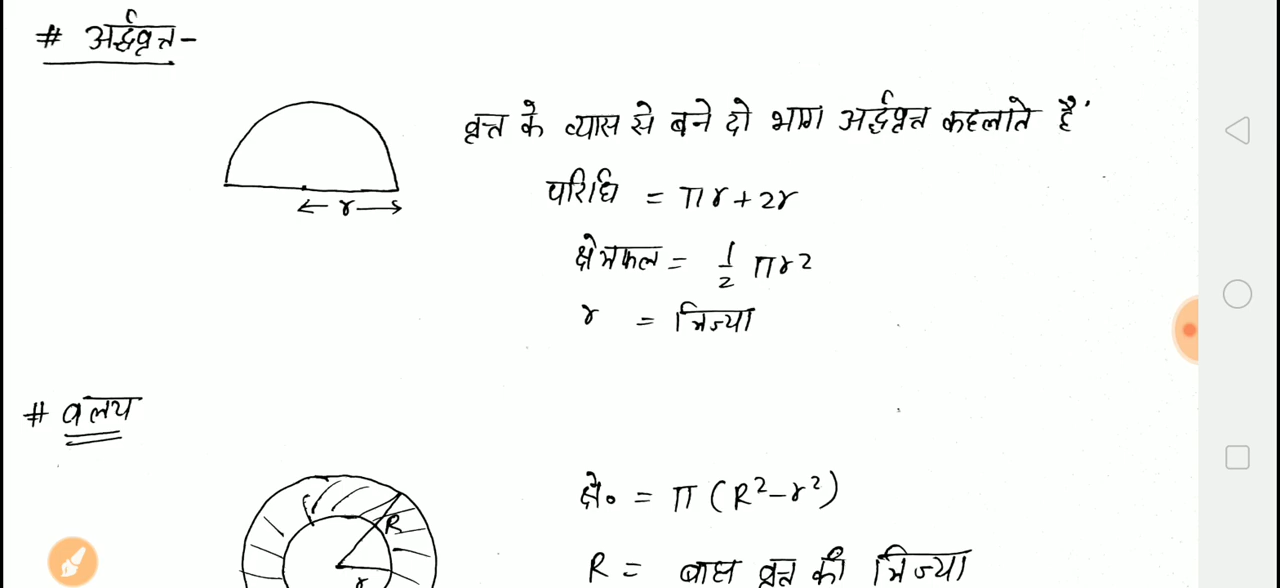 # अर्द्धवृत्त -
वृत्त के व्यास से बने दो भाग अर्द्धवृत्त कहलाते हैं
r
परिधि = πr + 2r
क्षेत्रफल = 1/2 πr²
r = त्रिज्या
# वलय
क्षे० = π (R² - r²)
R
r
R = बाह्य वृत्त की त्रिज्या